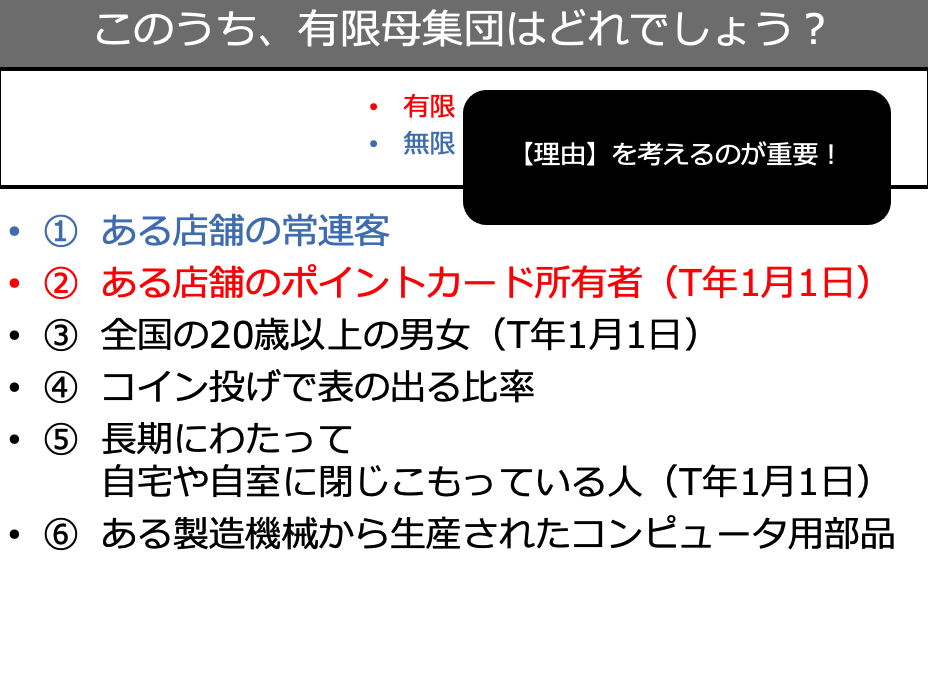 このうち、有限母集団はどれでしょう？
• 有限
• 無限
【理由】を考えるのが重要！
• ① ある店舗の常連客
• ② ある店舗のポイントカード所有者（T年1月1日）
• ③ 全国の20歳以上の男女（T年1月1日）
• ④ コイン投げで表の出る比率
• ⑤ 長期にわたって
自宅や自室に閉じこもっている人（T年1月1日）
• ⑥ ある製造機械から生産されたコンピュータ用部品